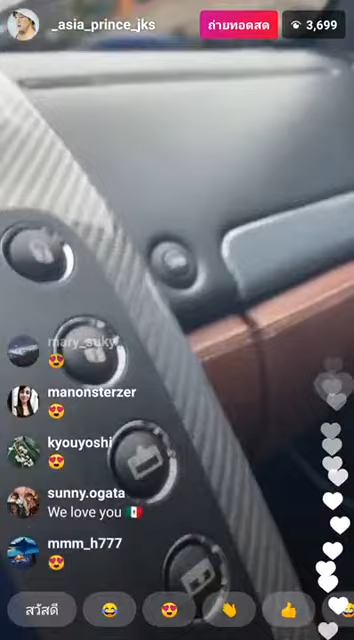 _asia_prince_jks
ถ่ายทอดสด
3,699
mary_suky
manonsterzer
kyouyoshi
sunny.ogata
We love you
mmm_h777
สวัสดี